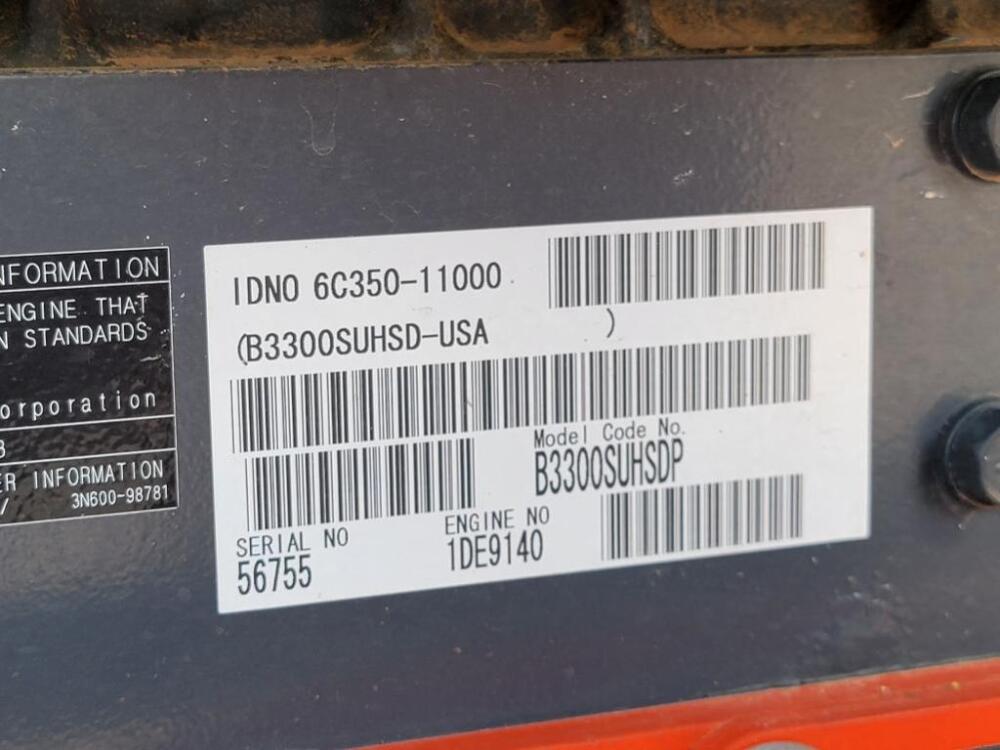 NFORMATION
ENGINE THAT
N STANDARDS
orporation
3
ER INFORMATION
3N600-98781
IDNO 6C350-11000
(B3300SUHSD-USA )
Model Code No.
B3300SUHSDP
SERIAL NO
56755
ENGINE NO
1DE9140